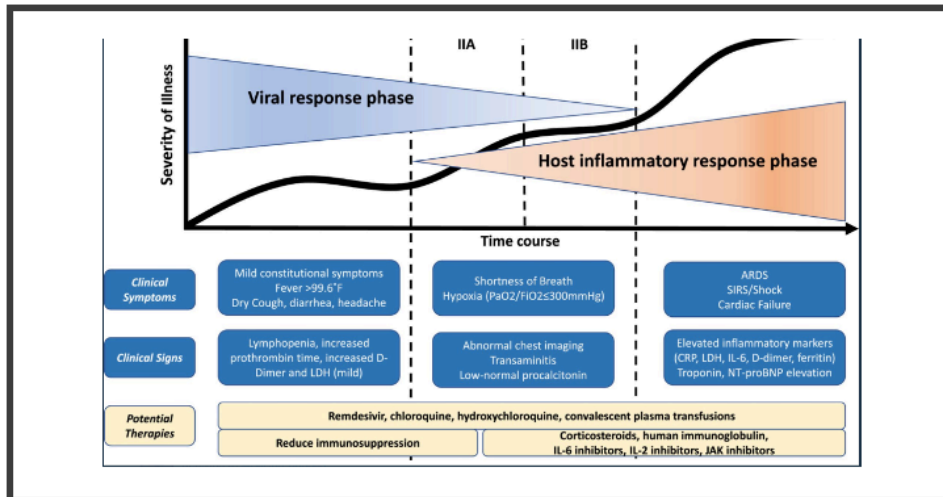 IIA
IIB
Severity of Illness
Viral response phase
Host inflammatory response phase
Time course
Clinical
Symptoms
Mild constitutional symptoms
Fever >99.6°F
Dry Cough, diarrhea, headache
Shortness of Breath
Hypoxia (PaO2/FiO2≤300mmHg)
ARDS
SIRS/Shock
Cardiac Failure
Clinical Signs
Lymphopenia, increased
prothrombin time, increased D-
Dimer and LDH (mild)
Abnormal chest imaging
Transaminitis
Low-normal procalcitonin
Elevated inflammatory markers
(CRP, LDH, IL-6, D-dimer, ferritin)
Troponin, NT-proBNP elevation
Potential
Therapies
Remdesivir, chloroquine, hydroxychloroquine, convalescent plasma transfusions
Reduce immunosuppression
Corticosteroids, human immunoglobulin,
IL-6 inhibitors, IL-2 inhibitors, JAK inhibitors